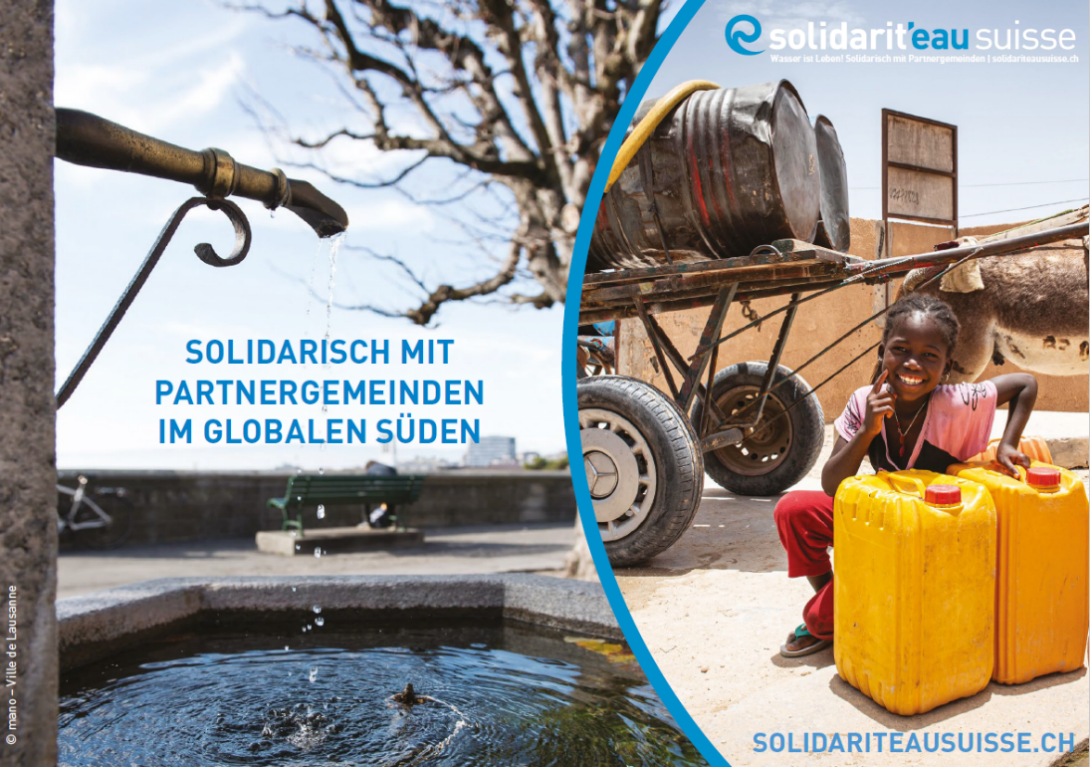 solidarit'eau suisse
Wasser ist Leben! Solidarisch mit Partnergemeinden | solidariteausuisse.ch
SOLIDARISCH MIT
PARTNERGEMEINDEN
IM GLOBALEN SÜDEN
© mano – Ville de Lausanne
SOLIDARITEAUSUISSE.CH